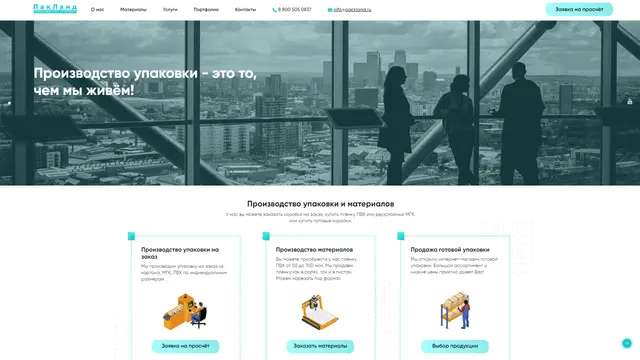 ПакЛанд
О нас
Материалы
Услуги
Портфолио
Контакты
8 800 505 0837
info@packland.ru
Заявка на просчёт
Производство упаковки - это то,
чем мы живём!
Производство упаковки и материалов
У нас вы можете заказать коробки на заказ, купить плёнку ПВХ или двухслойный МГК,
или купить готовые коробки.
Производство упаковки на
заказ
Мы производим упаковку на заказ из
картона, МГК, ПВХ по индивидуальным
размерам.
Заявка на просчёт
Производство материалов
Вы можете приобрести у нас плёнку
ПВХ от 50 до 700 мкм. Мы продаём
плёнку как в ролях, так и в листах.
Можем нарезать под формат.
Заказать материалы
Продажа готовой упаковки
Мы открыли интернет-магазин готовой
упаковки. Большой ассортимент и
низкие цены приятно удивят Вас!
Выбор продукции